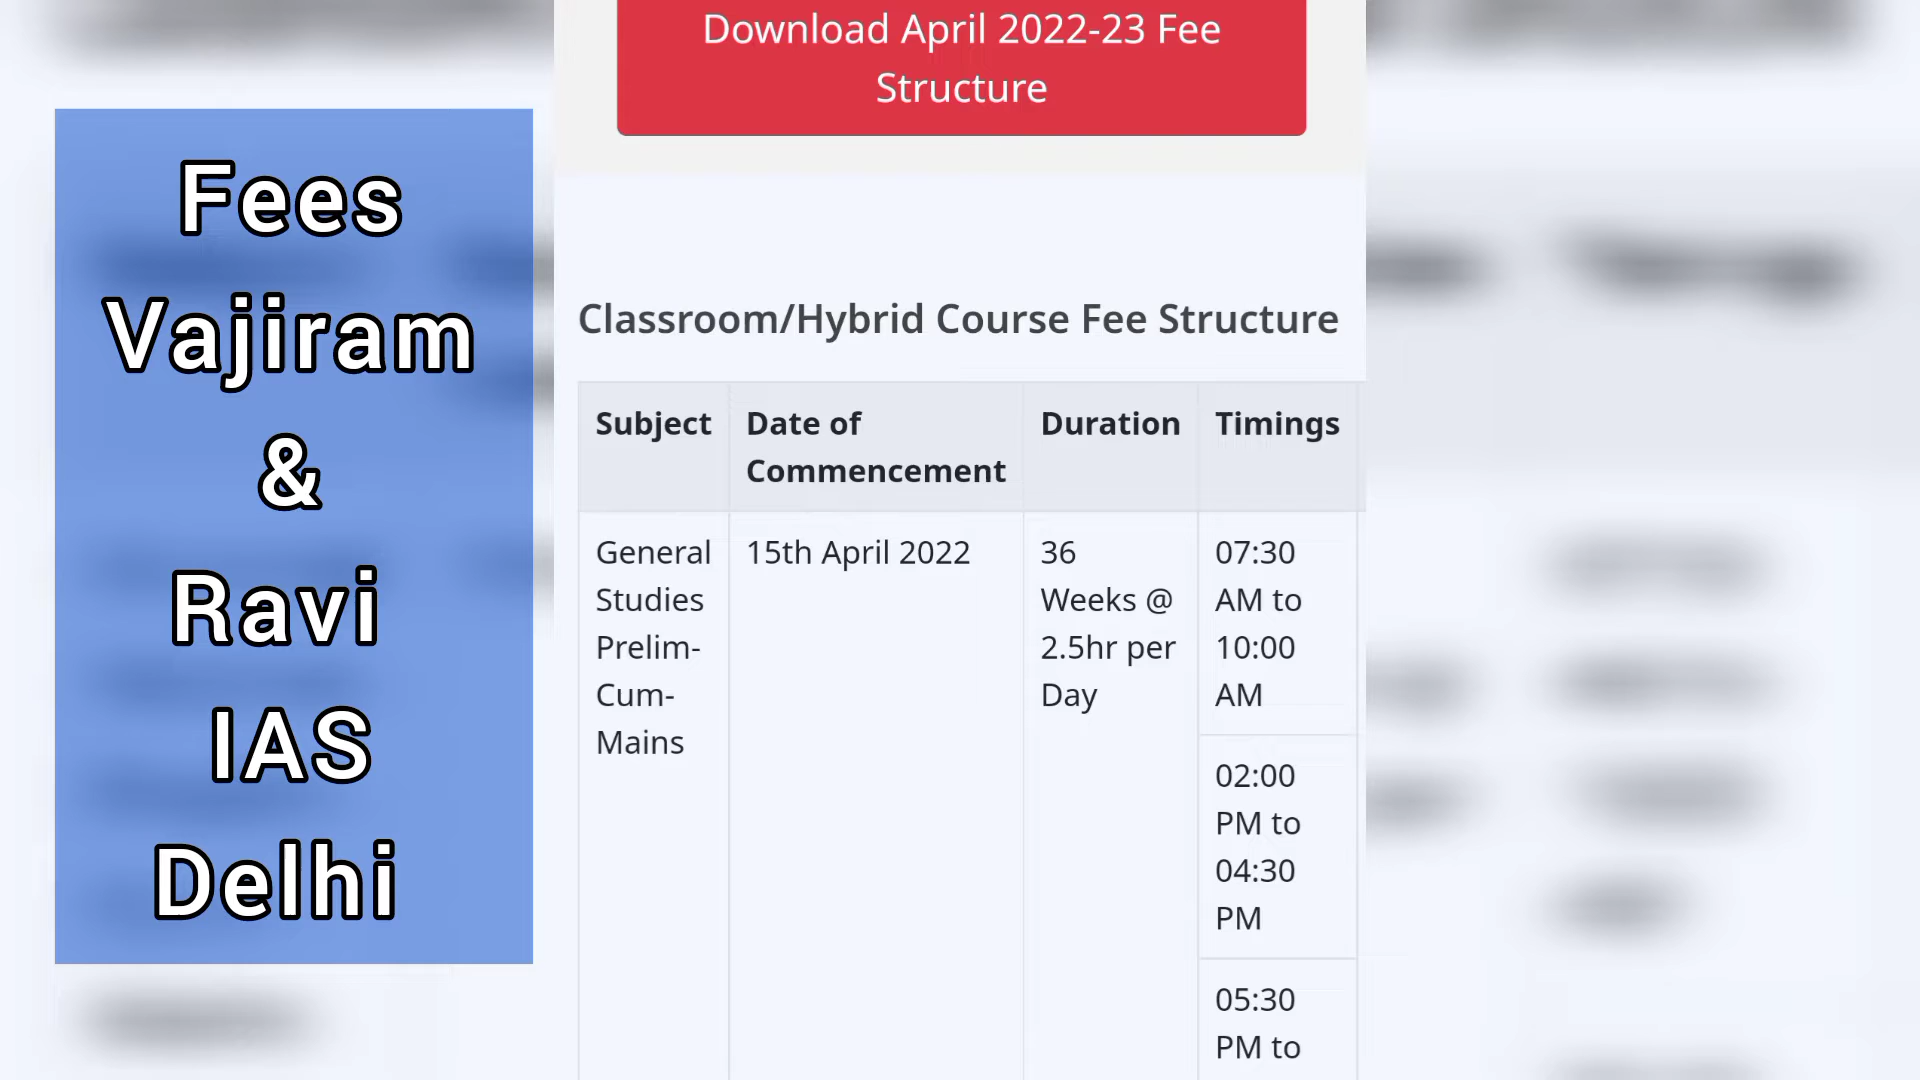 Fees
Vajiram
&
Ravi
IAS
Delhi
Download April 2022-23 Fee
Structure
Classroom/Hybrid Course Fee Structure
Subject
Date of
Commencement
Duration
Timings
General
Studies
Prelim-
Cum-
Mains
15th April 2022
36
Weeks @
2.5hr per
Day
07:30
AM to
10:00
AM
02:00
PM to
04:30
PM
05:30
PM to